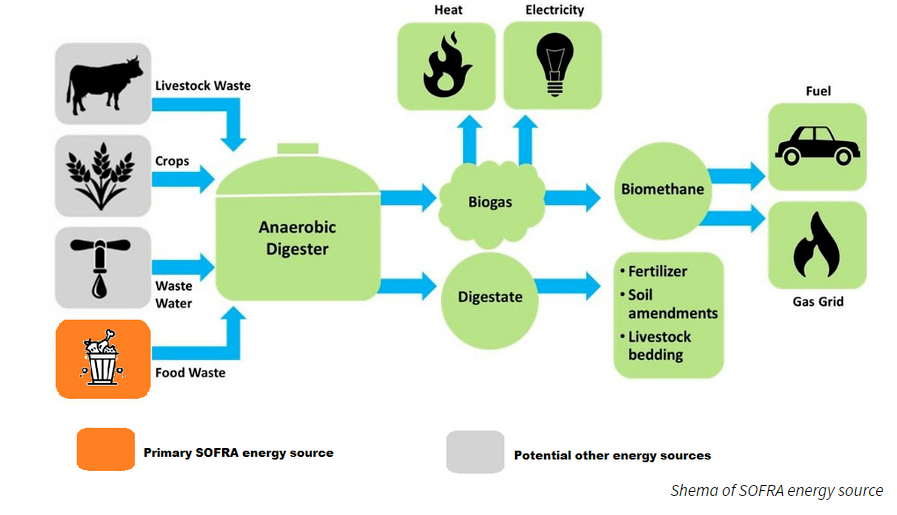 Heat
Electricity
Livestock Waste
Fuel
Crops
Anaerobic
Digester
Biogas
Biomethane
Waste
Water
Digestate
• Fertilizer
• Soil
amendments
• Livestock
bedding
Gas Grid
Food Waste
Primary SOFRA energy source
Potential other energy sources
Shema of SOFRA energy source